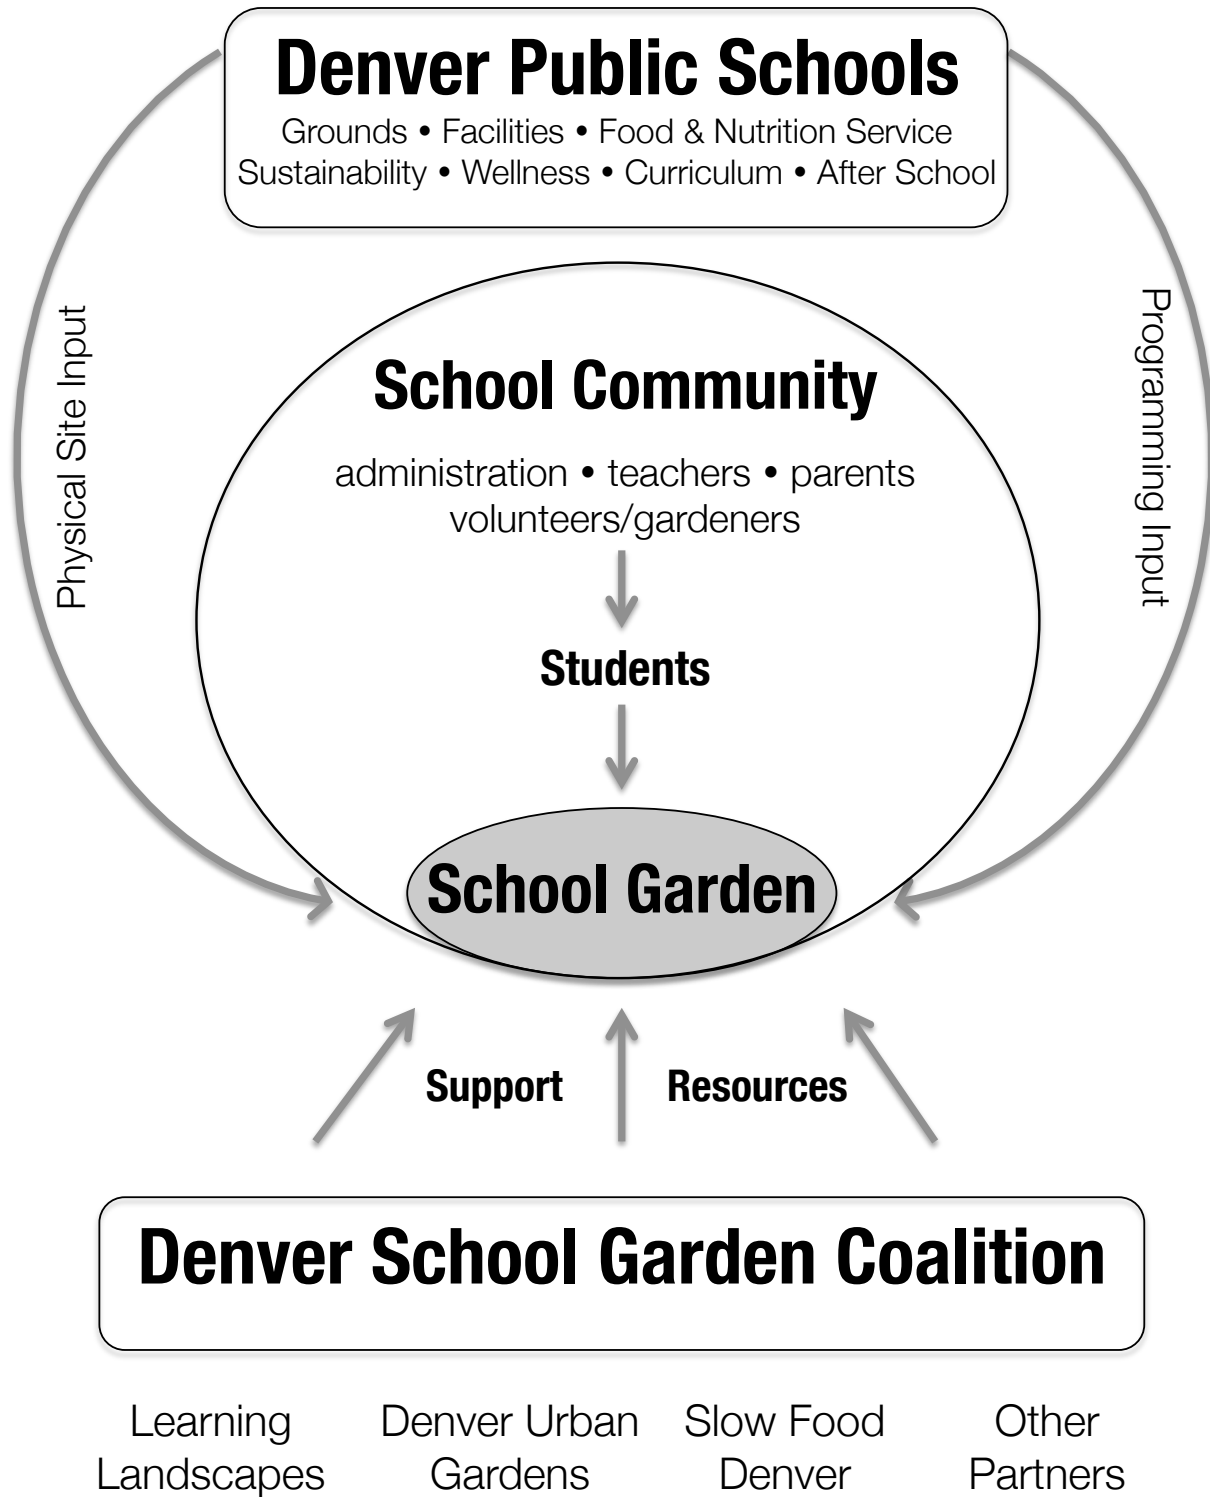 Denver Public Schools
Grounds • Facilities • Food & Nutrition Service
Sustainability • Wellness • Curriculum • After School
Physical Site Input
Programming Input
School Community
administration • teachers • parents
volunteers/gardeners
Students
School Garden
Support
Resources
Denver School Garden Coalition
Learning
Landscapes
Denver Urban
Gardens
Slow Food
Denver
Other
Partners